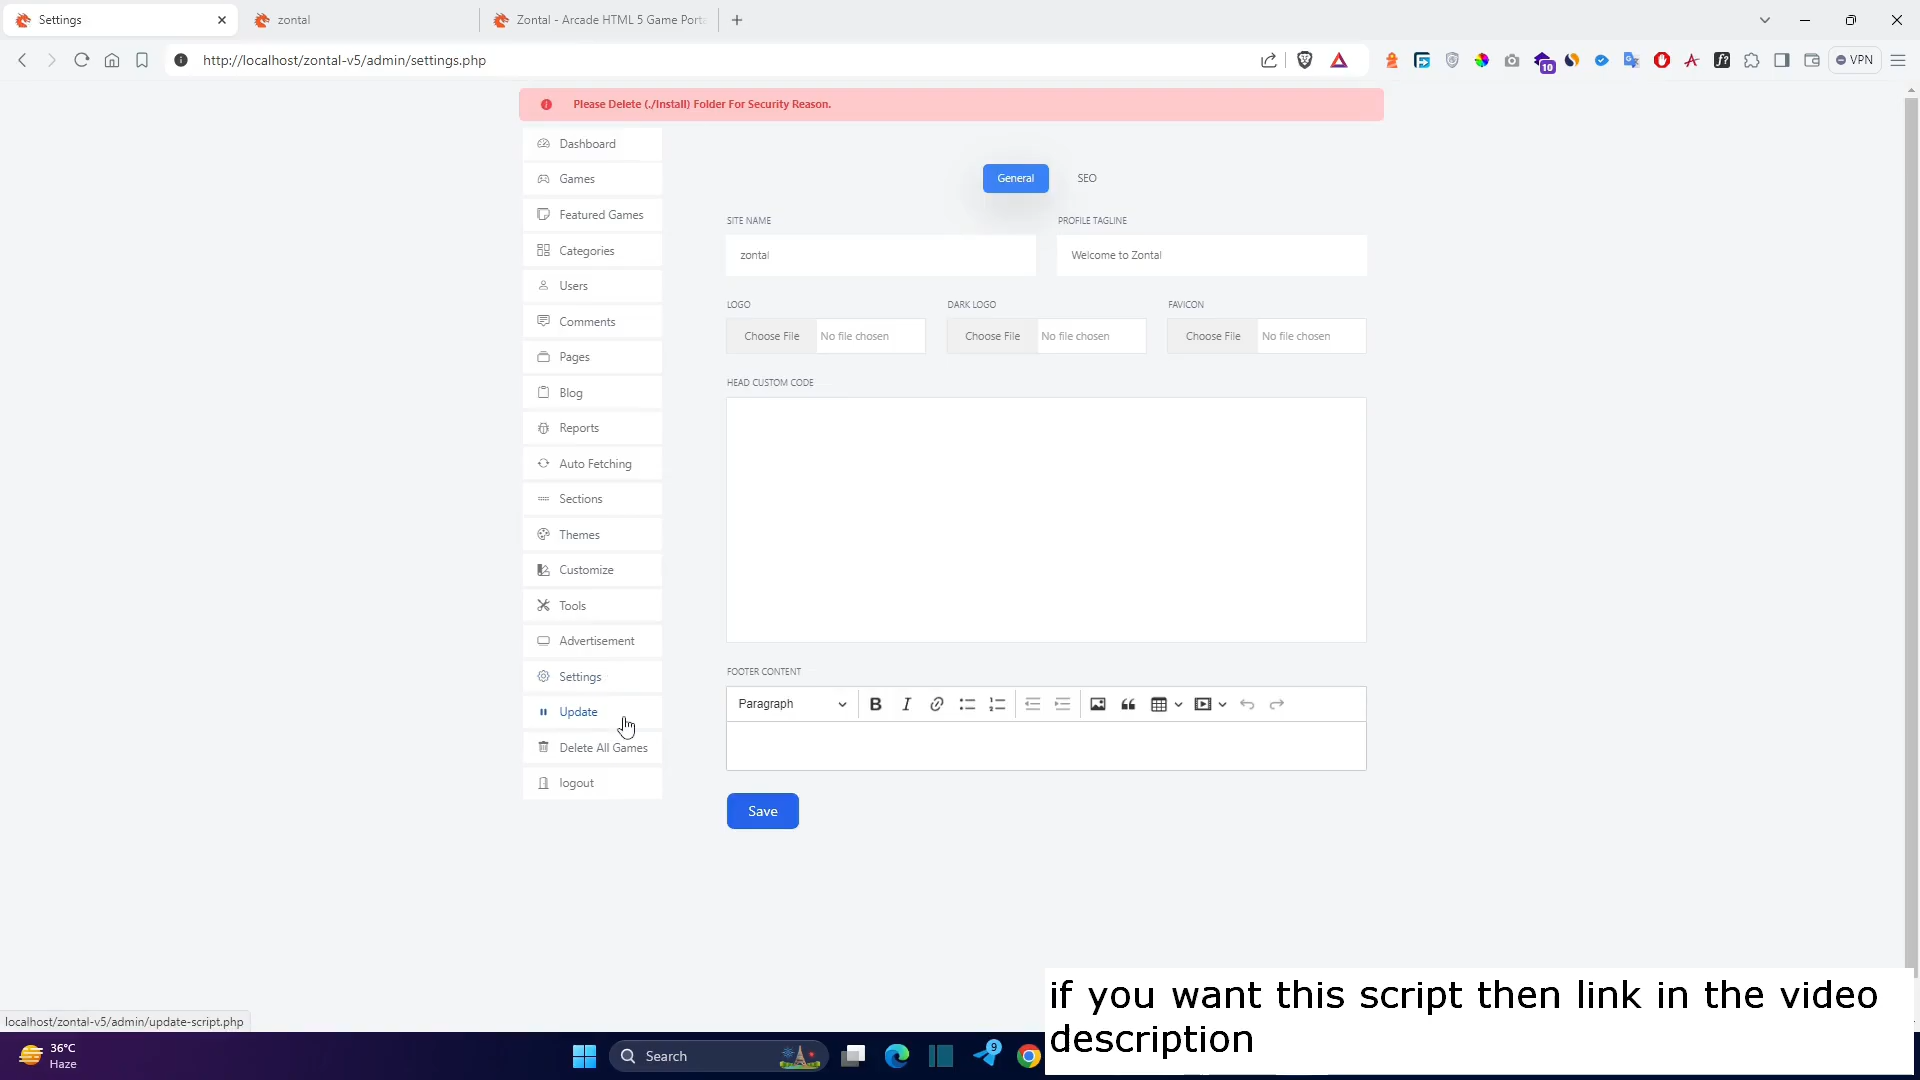 Settings
zontal
Zontal - Arcade HTML 5 Game Porta
http://localhost/zontal-v5/admin/settings.php
10
VPN
Please Delete (./Install) Folder For Security Reason.
Dashboard
Games
Featured Games
Categories
Users
Comments
Pages
Blog
Reports
Auto Fetching
Sections
Themes
Customize
Tools
Advertisement
Settings
Update
Delete All Games
logout
General SEO
SITE NAME PROFILE TAGLINE
zontal Welcome to Zontal
LOGO DARK LOGO FAVICON
Choose File No file chosen Choose File No file chosen Choose File No file chosen
HEAD CUSTOM CODE
FOOTER CONTENT
Paragraph
Save
localhost/zontal-v5/admin/update-script.php
if you want this script then link in the video
description
36°C
Haze
Search
9